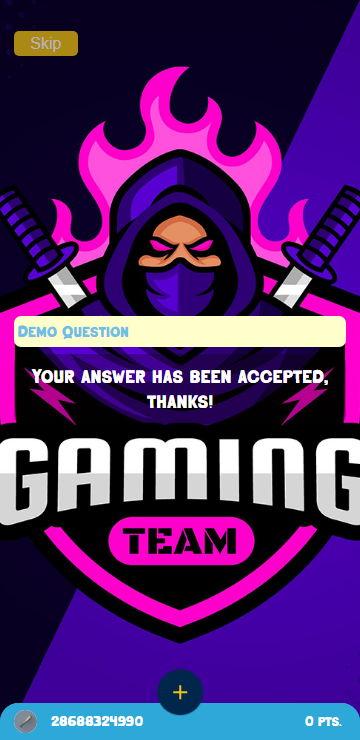 Skip
Demo Question
Your answer has been accepted,
thanks!
GAMING
TEAM
+
28688324990
0 pts.